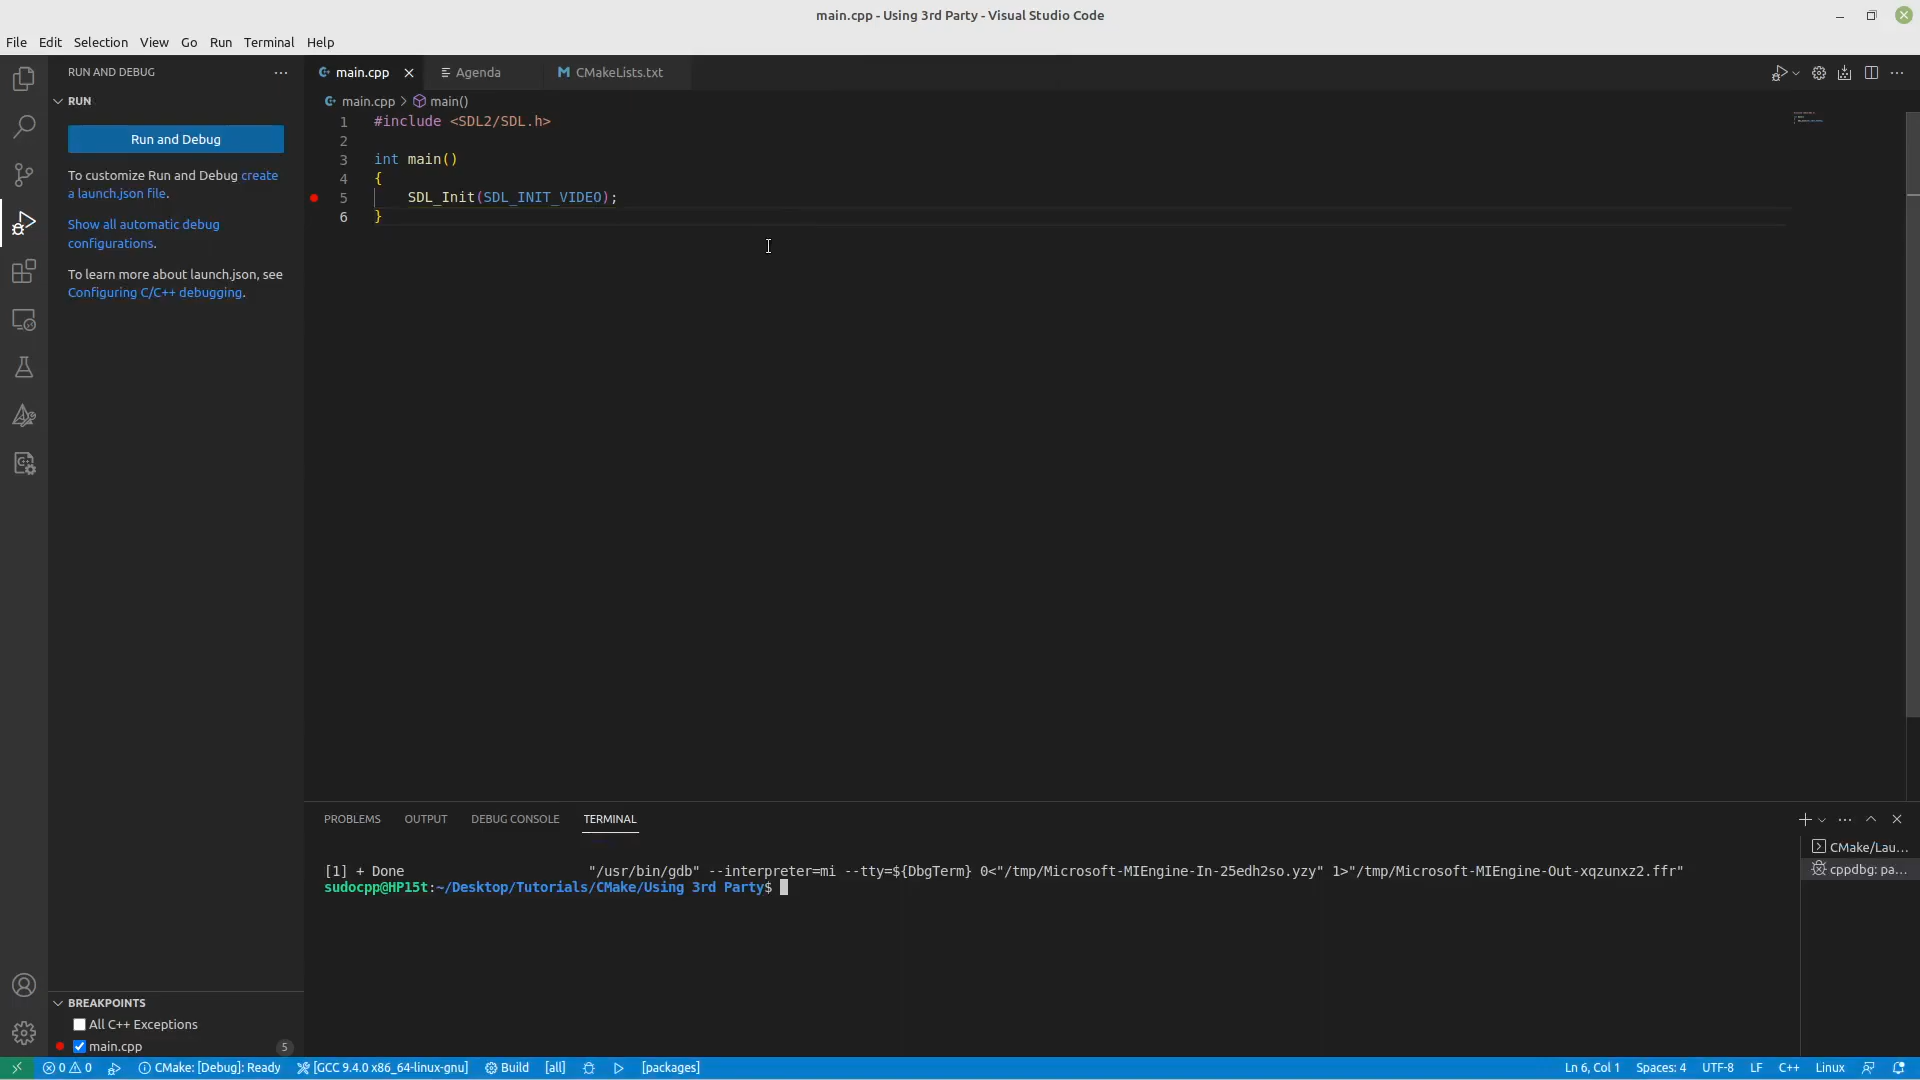 main.cpp - Using 3rd Party - Visual Studio Code
File Edit Selection View Go Run Terminal Help
RUN AND DEBUG
RUN
Run and Debug
To customize Run and Debug create
a launch.json file.
Show all automatic debug
configurations.
To learn more about launch.json, see
Configuring C/C++ debugging.
main.cpp Agenda CMakeLists.txt
main.cpp > main()
1 #include <SDL2/SDL.h>
2
3 int main()
4 {
5 SDL_Init(SDL_INIT_VIDEO);
6 }
PROBLEMS OUTPUT DEBUG CONSOLE TERMINAL
[1] + Done "/usr/bin/gdb" --interpreter=mi --tty=${DbgTerm} 0<"/tmp/Microsoft-MIEngine-In-25edh2so.yzy" 1>"/tmp/Microsoft-MIEngine-Out-xqzunxz2.ffr"
sudocpp@HP15t:~/Desktop/Tutorials/CMake/Using 3rd Party$
CMake/Lau...
cppdbg: pa...
BREAKPOINTS
All C++ Exceptions
main.cpp 5
0 0 CMake: [Debug]: Ready [GCC 9.4.0 x86_64-linux-gnu] Build [all] [packages] Ln 6, Col 1 Spaces: 4 UTF-8 LF C++ Linux